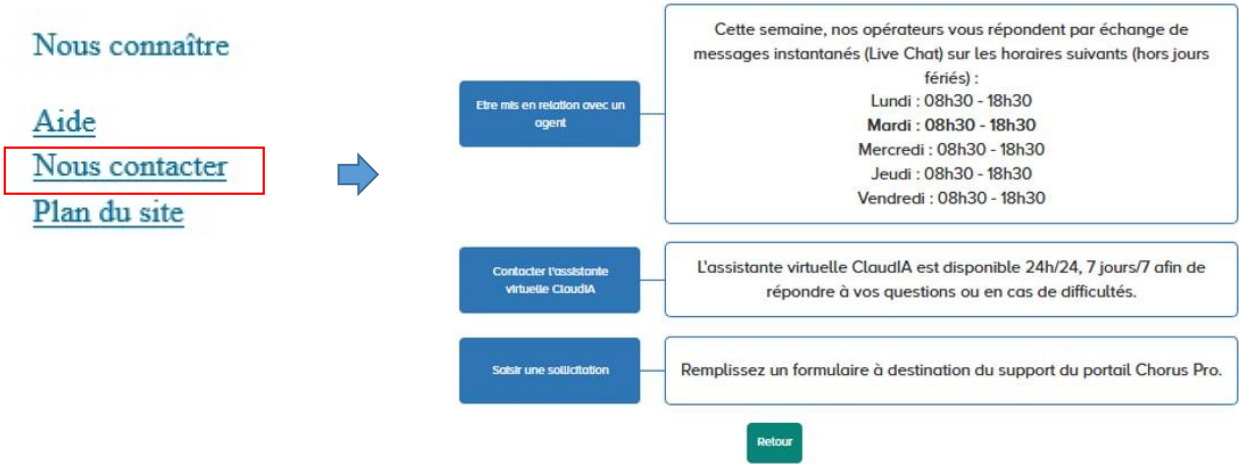 Nous connaître
Aide
Nous contacter
Plan du site
Etre mis en relation avec un
agent
Cette semaine, nos opérateurs vous répondent par échange de
messages instantanés (Live Chat) sur les horaires suivants (hors jours
fériés) :
Lundi : 08h30 - 18h30
Mardi : 08h30 - 18h30
Mercredi : 08h30 - 18h30
Jeudi : 08h30 - 18h30
Vendredi : 08h30 - 18h30
Contacter l'assistante
virtuelle ClaudIA
L'assistante virtuelle ClaudIA est disponible 24h/24, 7 jours/7 afin de
répondre à vos questions ou en cas de difficultés.
Saisir une sollicitation
Remplissez un formulaire à destination du support du portail Chorus Pro.
Retour